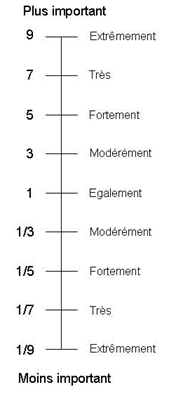 Plus important
9 Extrêmement
7 Très
5 Fortement
3 Modérément
1 Egalement
1/3 Modérément
1/5 Fortement
1/7 Très
1/9 Extrêmement
Moins important